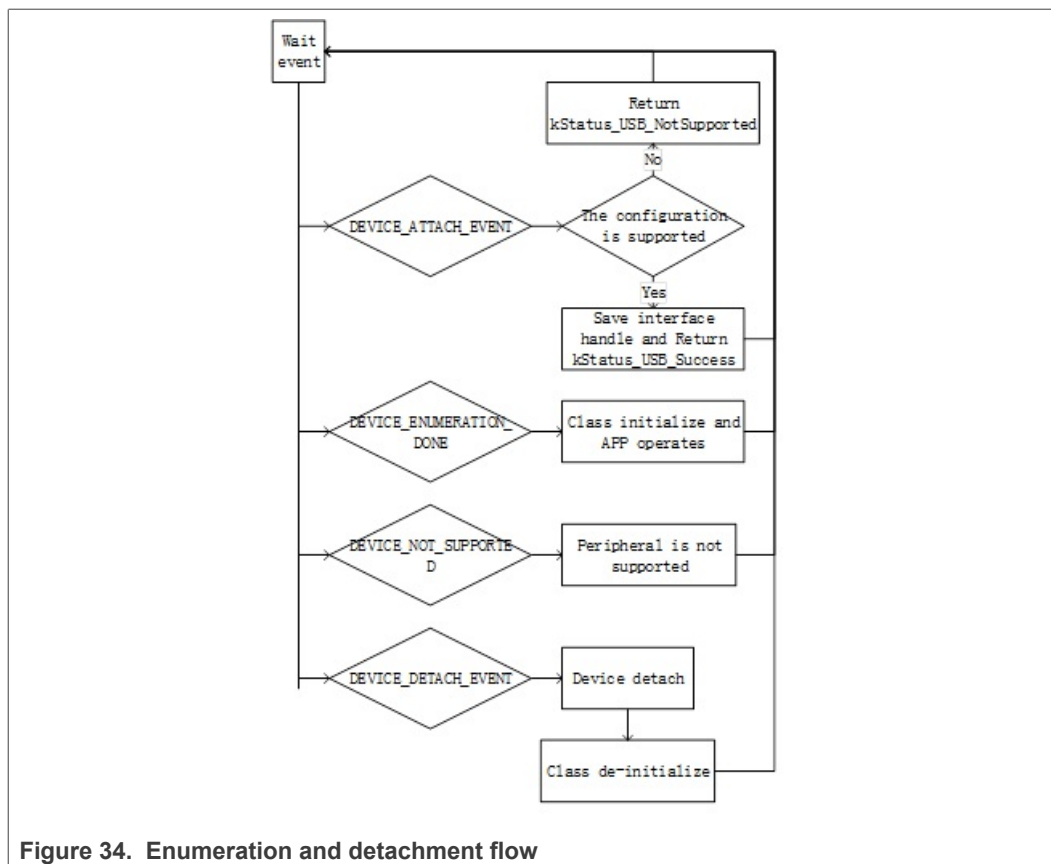 Wait
event
Return
kStatus_USB_NotSupported
No
DEVICE_ATTACH_EVENT
The configuration
is supported
Yes
Save interface
handle and Return
kStatus_USB_Success
DEVICE_ENUMERATION_
DONE
Class initialize and
APP operates
DEVICE_NOT_SUPPORTE
D
Peripheral is not
supported
DEVICE_DETACH_EVENT
Device detach
Class de-initialize
Figure 34. Enumeration and detachment flow